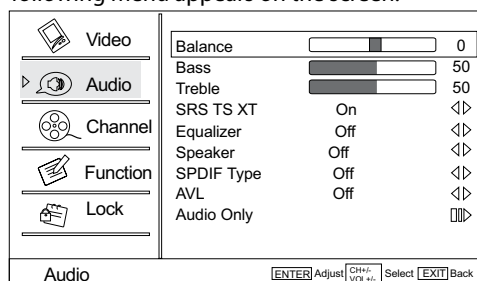 following menu appears on the screen:
Video
Audio
Channel
Function
Lock
Balance 0
Bass 50
Treble 50
SRS TS XT On
Equalizer Off
Speaker Off
SPDIF Type Off
AVL Off
Audio Only
Audio
ENTER Adjust CH+/- VOL+/- Select EXIT Back